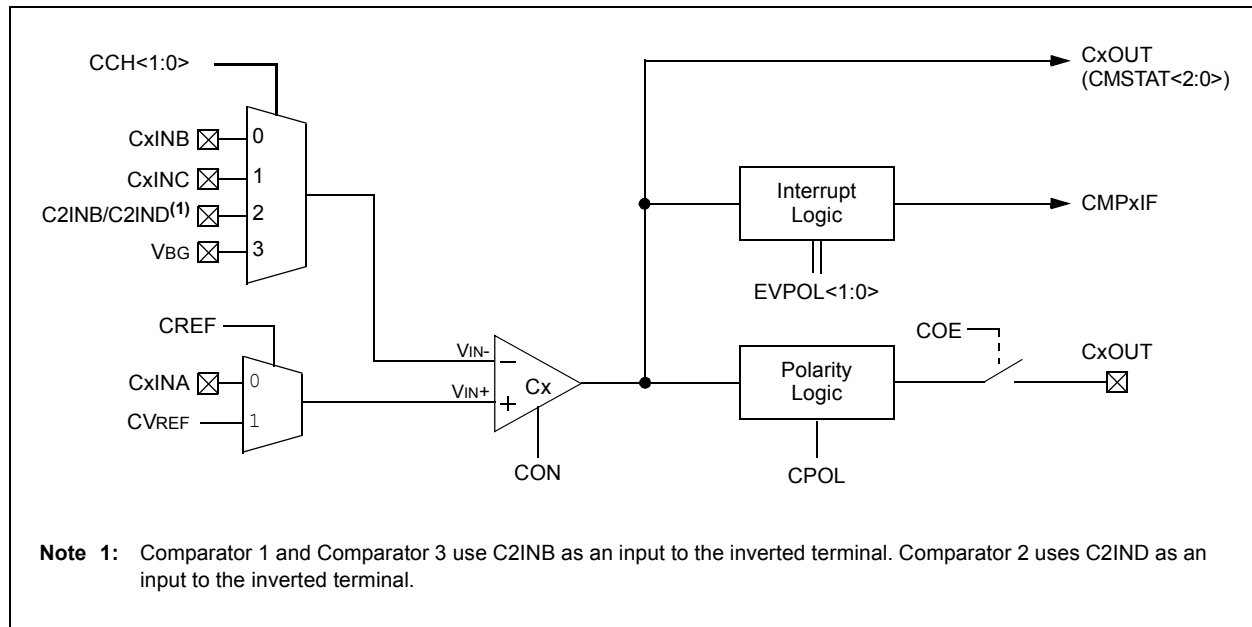 CCH<1:0>
CxINB
0
CxINC
1
C2INB/C2IND(1)
2
VBG
3
CREF
CxINA
0
CVREF
1
VIN-
–
VIN+
+
Cx
CON
CxOUT
(CMSTAT<2:0>)
Interrupt
Logic
CMPxIF
EVPOL<1:0>
COE
CxOUT
Polarity
Logic
CPOL
Note 1: Comparator 1 and Comparator 3 use C2INB as an input to the inverted terminal. Comparator 2 uses C2IND as an
input to the inverted terminal.